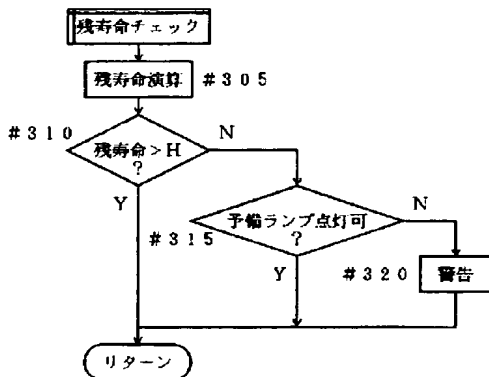 残寿命チェック
残寿命演算 #305
#310
残寿命>H
?
N
Y
予備ランプ点灯可
?
#315
N
Y
#320
警告
リターン